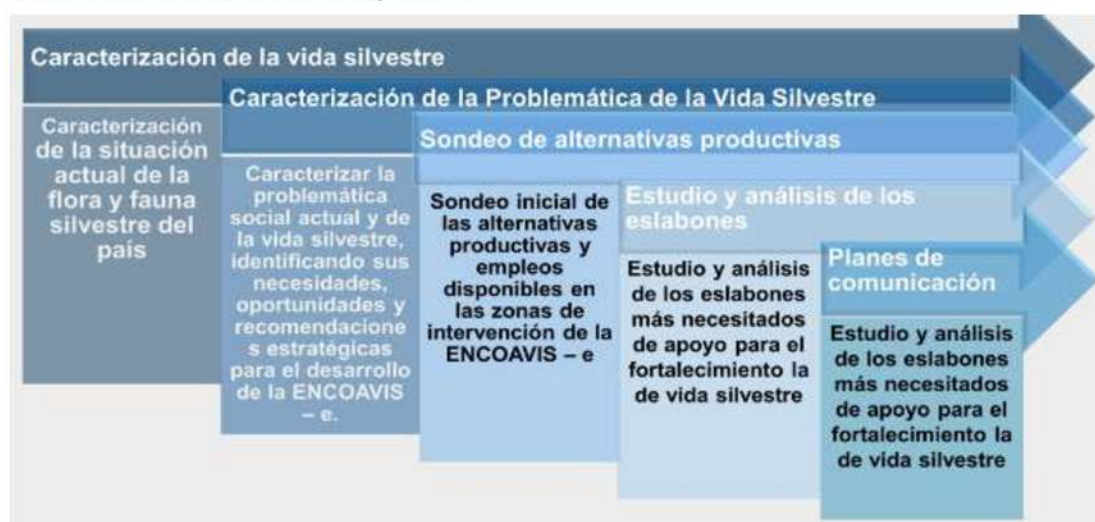 Caracterización de la vida silvestre
Caracterización
de la situación
actual de la
flora y fauna
silvestre del
país
Caracterización de la Problemática de la Vida Silvestre
Caracterizar la
problemática
social actual y de
la vida silvestre,
identificando sus
necesidades,
oportunidades y
recomendacione
s estratégicas
para el desarrollo
de la ENCOAVIS
– e.
Sondeo de alternativas productivas
Sondeo inicial de
las alternativas
productivas y
empleos
disponibles en
las zonas de
intervención de la
ENCOAVIS – e
Estudio y análisis de los
eslabones
Estudio y análisis
de los eslabones
más necesitados
de apoyo para el
fortalecimiento la
de vida silvestre
Planes de
comunicación
Estudio y análisis
de los eslabones
más necesitados
de apoyo para el
fortalecimiento la
de vida silvestre